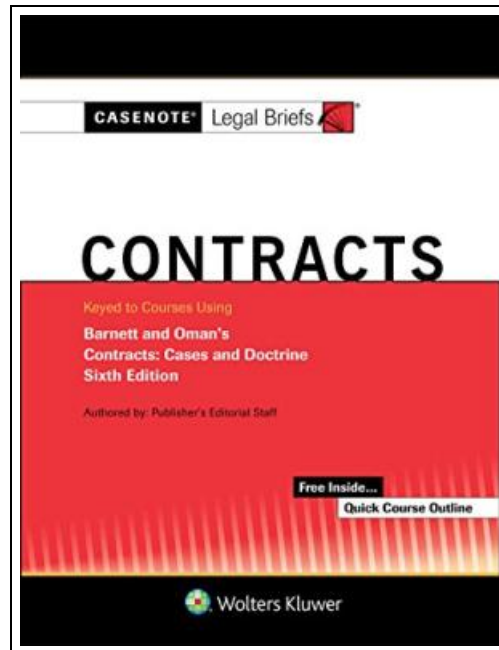 CASENOTE® Legal Briefs ®
CONTRACTS
Keyed to Courses Using
Barnett and Oman's
Contracts: Cases and Doctrine
Sixth Edition
Authored by: Publisher's Editorial Staff
Free Inside...
Quick Course Outline
Wolters Kluwer